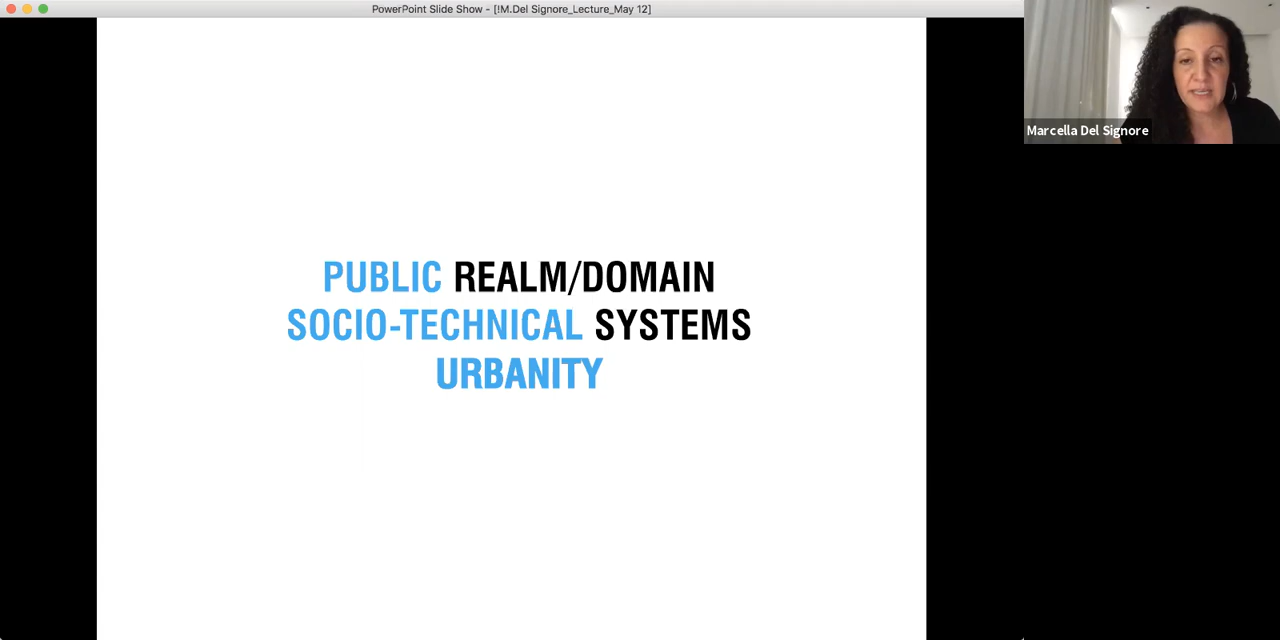 PowerPoint Slide Show - [!M.Del Signore_Lecture_May 12]
Marcella Del Signore
PUBLIC REALM/DOMAIN
SOCIO-TECHNICAL SYSTEMS
URBANITY